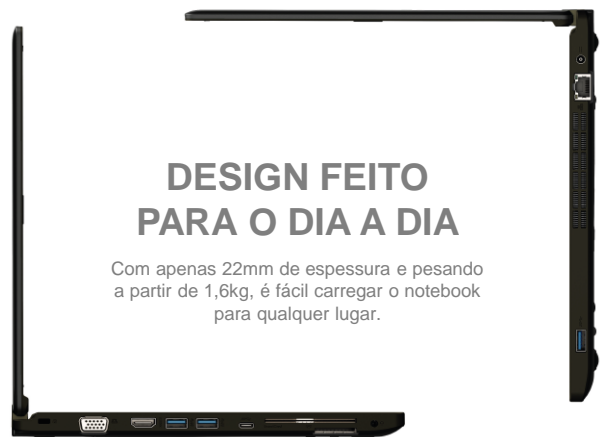 DESIGN FEITO
PARA O DIA A DIA
Com apenas 22mm de espessura e pesando
a partir de 1,6kg, é fácil carregar o notebook
para qualquer lugar.